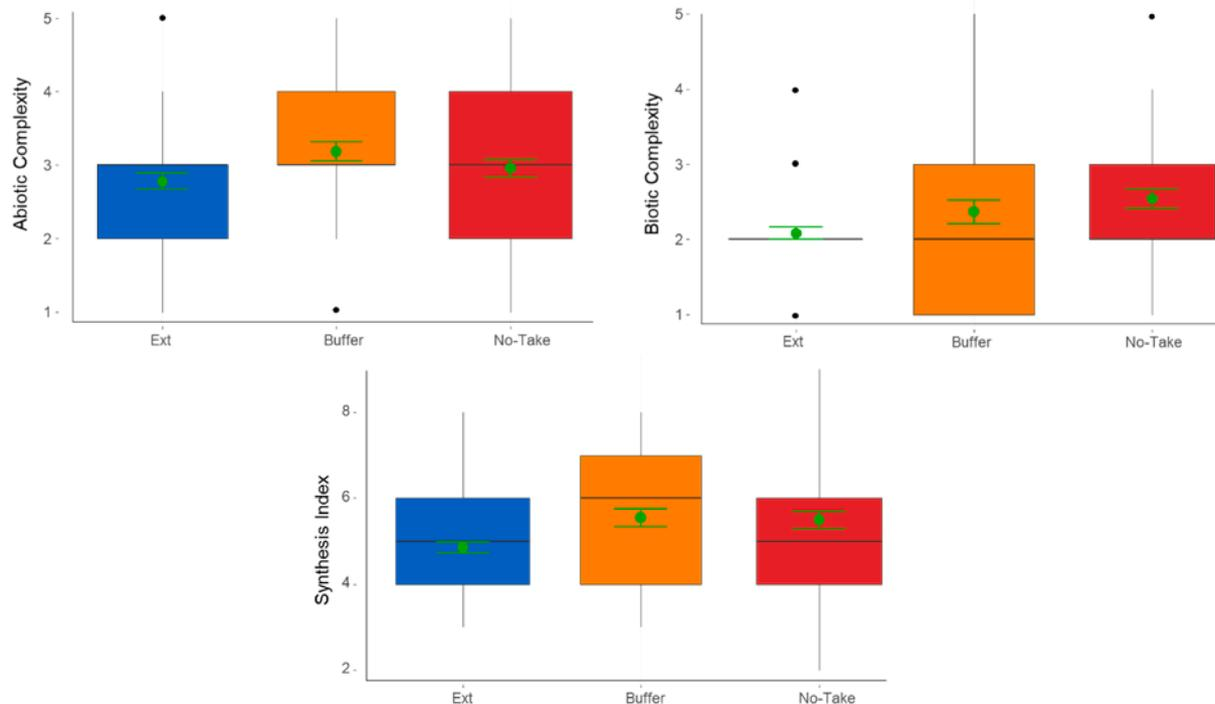 Abiotic Complexity
5
4
3
2
1
Ext Buffer No-Take
Biotic Complexity
5
4
3
2
1
Ext Buffer No-Take
Synthesis Index
8
6
4
2
Ext Buffer No-Take